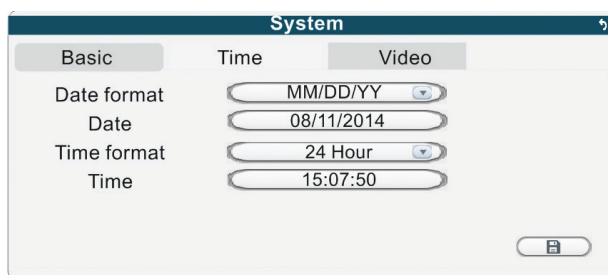 System
Basic Time Video
Date format MM/DD/YY
Date 08/11/2014
Time format 24 Hour
Time 15:07:50